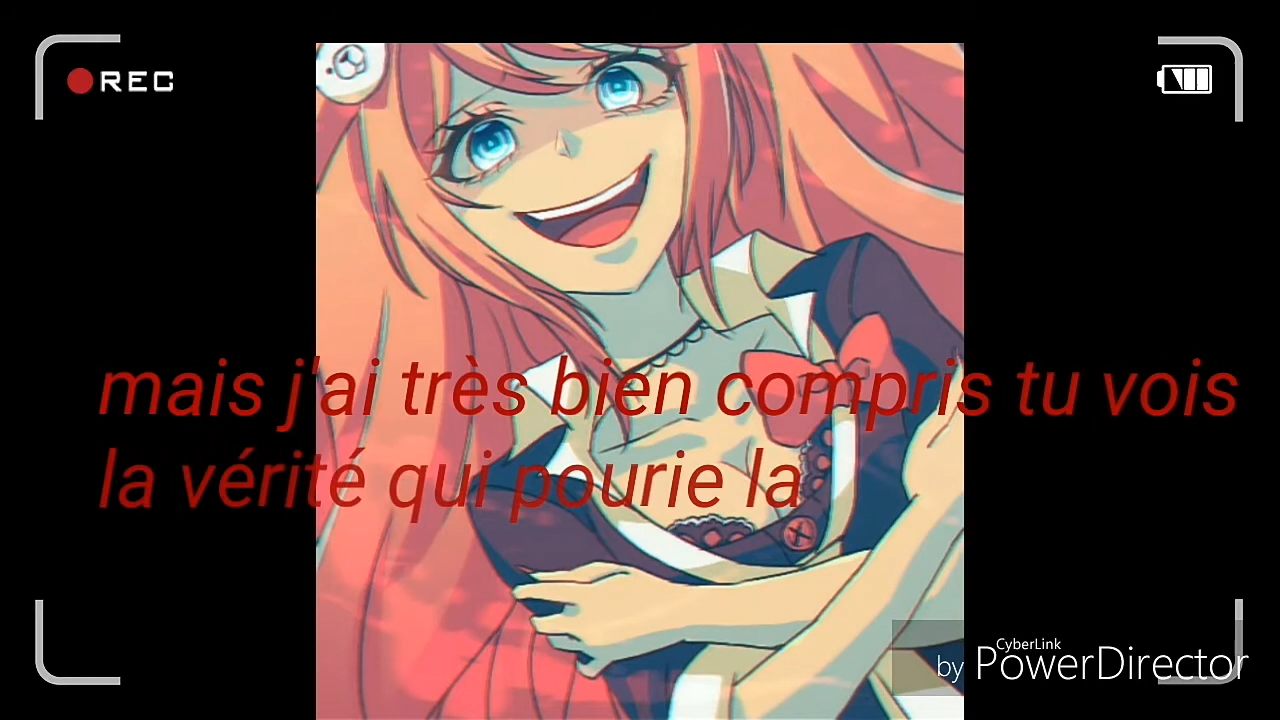 REC
mais j'ai très bien compris tu vois
la vérité qui pourie la
CyberLink
by PowerDirector